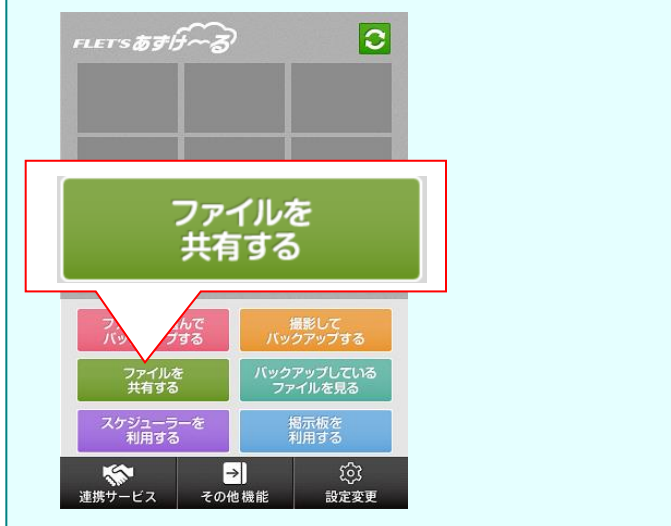 FLET'S あずけ〜る
ファイルを
共有する
んで
撮影して
バックアップする
ファイルを
共有する
バックアップしている
ファイルを見る
スケジューラーを
利用する
掲示板を
利用する
連携サービス
その他機能
設定変更